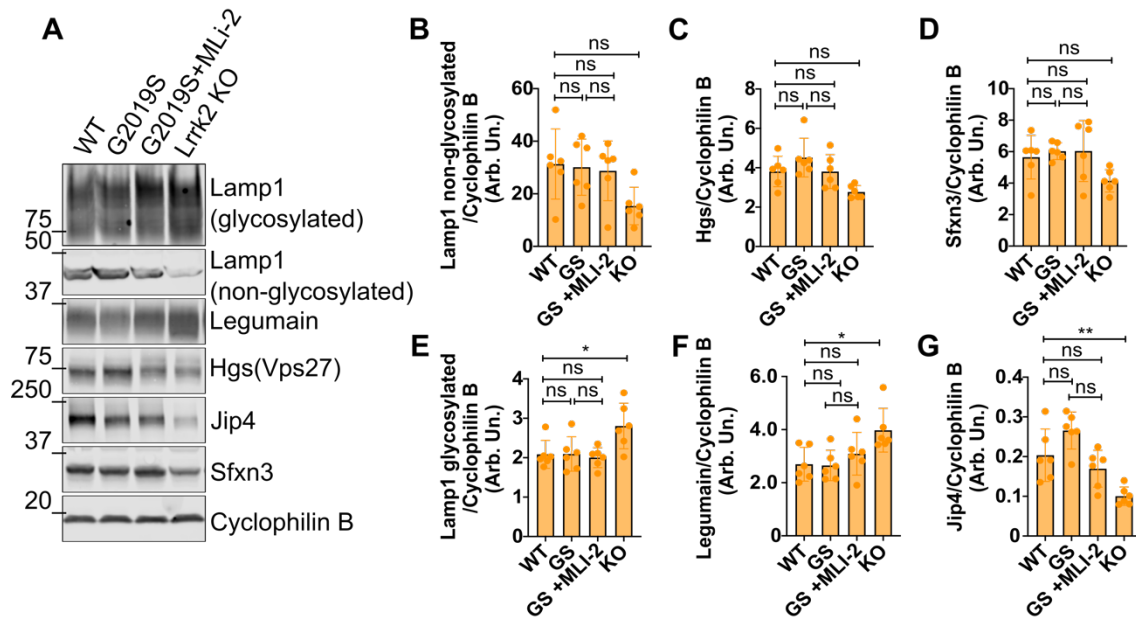 A
WT
G2019S
G2019S+MLi-2
Lrrk2 KO
Lamp1
(glycosylated)
75
50
Lamp1
(non-glycosylated)
37
Legumain
75
Hgs(Vps27)
250
Jip4
37
Sfxn3
20
Cyclophilin B
B
Lamp1 non-glycosylated
/Cyclophilin B
(Arb. Un.)
60
40
20
0
ns
ns
ns
ns
WT
GS
GS +MLI-2
KO
C
Hgs/Cyclophilin B
(Arb. Un.)
8
6
4
2
0
ns
ns
ns
ns
WT
GS
GS +MLI-2
KO
D
Sfxn3/Cyclophilin B
(Arb. Un.)
10
8
6
4
2
0
ns
ns
ns
ns
WT
GS
GS +MLI-2
KO
E
Lamp1 glycosylated
/Cyclophilin B
(Arb. Un.)
4
3
2
1
0
*
ns
ns
ns
WT
GS
GS +MLI-2
KO
F
Legumain/Cyclophilin B
(Arb. Un.)
6.0
4.0
2.0
0.0
*
ns
ns
ns
WT
GS
GS +MLI-2
KO
G
Jip4/Cyclophilin B
(Arb. Un.)
0.4
0.3
0.2
0.1
0.0
**
ns
ns
ns
WT
GS
GS +MLI-2
KO